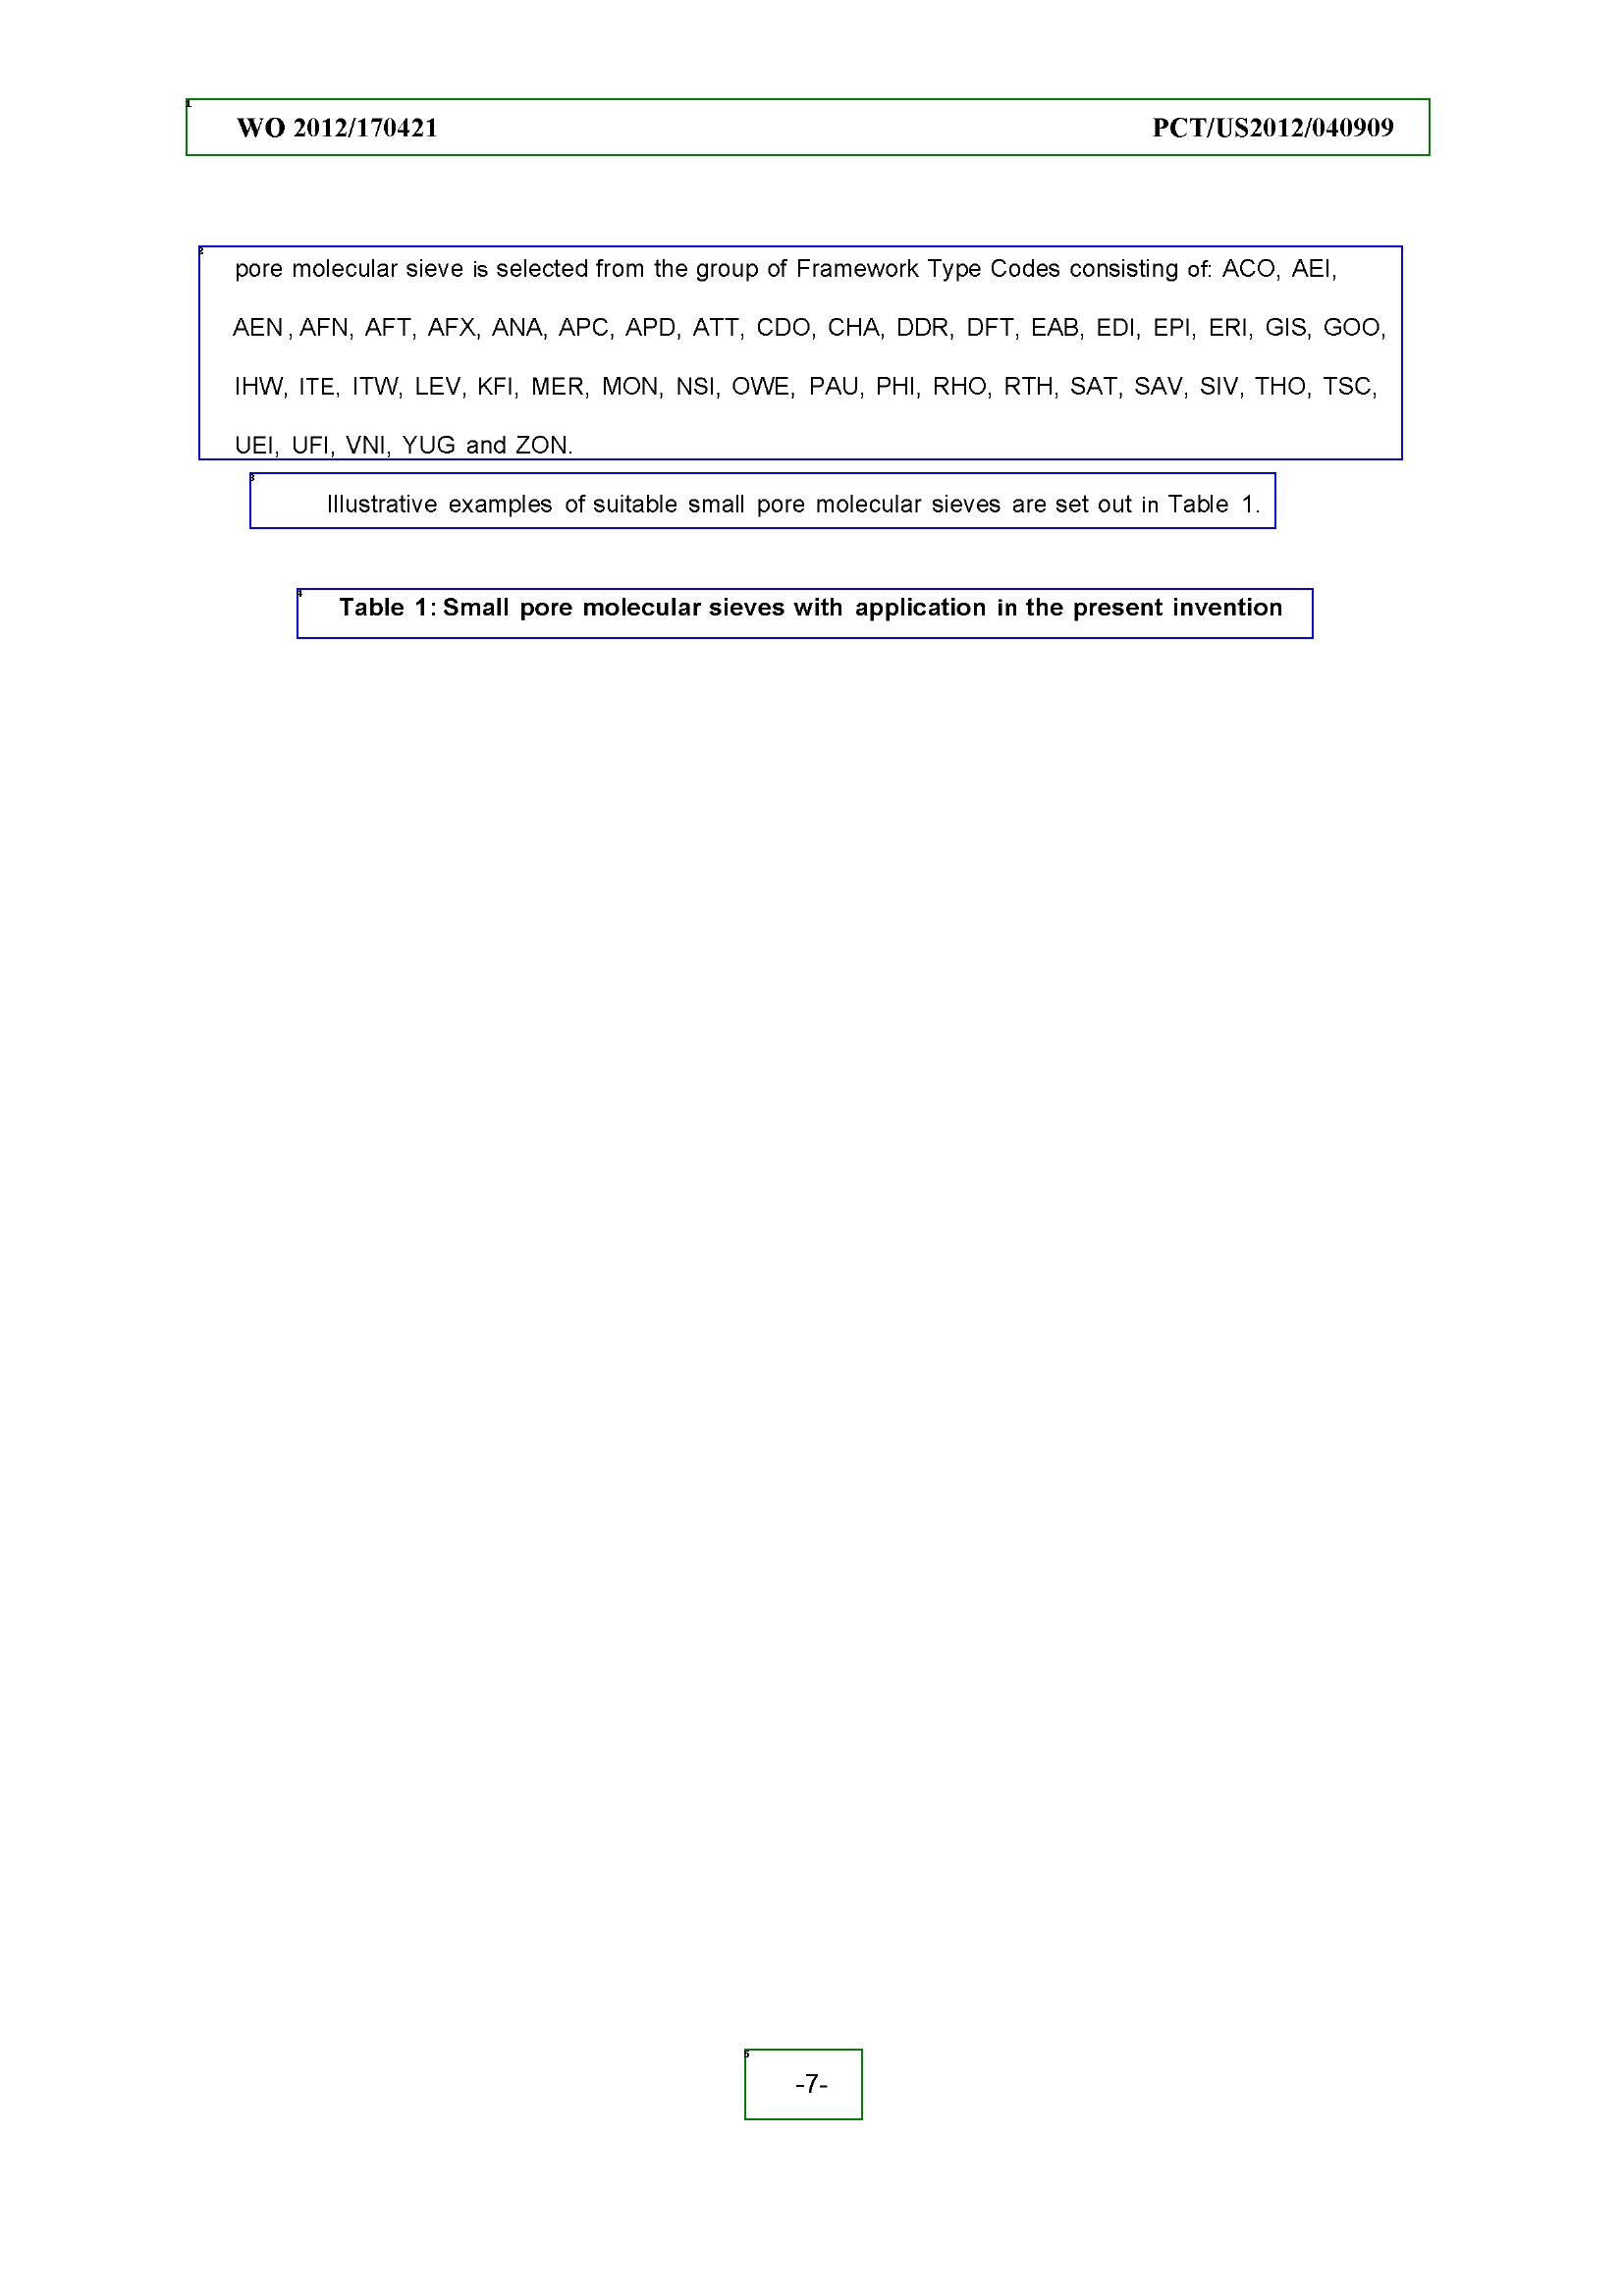 WO 2012/170421 PCT/US2012/040909
pore molecular sieve is selected from the group of Framework Type Codes consisting of: ACO, AEI,
AEN, AFN, AFT, AFX, ANA, APC, APD, ATT, CDO, CHA, DDR, DFT, EAB, EDI, EPI, ERI, GIS, GOO,
IHW, ITE, ITW, LEV, KFI, MER, MON, NSI, OWE, PAU, PHI, RHO, RTH, SAT, SAV, SIV, THO, TSC,
UEI, UFI, VNI, YUG and ZON.
Illustrative examples of suitable small pore molecular sieves are set out in Table 1.
Table 1: Small pore molecular sieves with application in the present invention
-7-